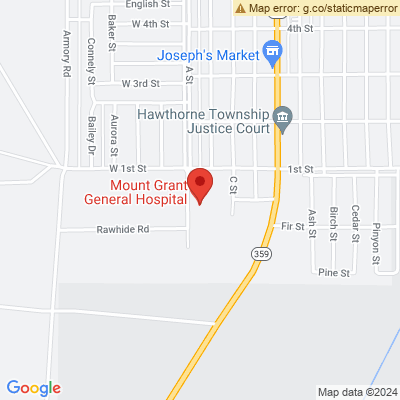 Map error: g.co/staticmaperror
English St
W 4th St
4th St
Baker St
Connely St
Armory Rd
A St
Joseph's Market
W 3rd St
Hawthorne Township
Justice Court
Bailey Dr
Aurora St
W 1st St
1st St
Mount Grant
General Hospital
C St
Rawhide Rd
Fir St
Ash St
Birch St
Cedar St
Pinyon St
359
359
Pine St
Google
Map data ©2024